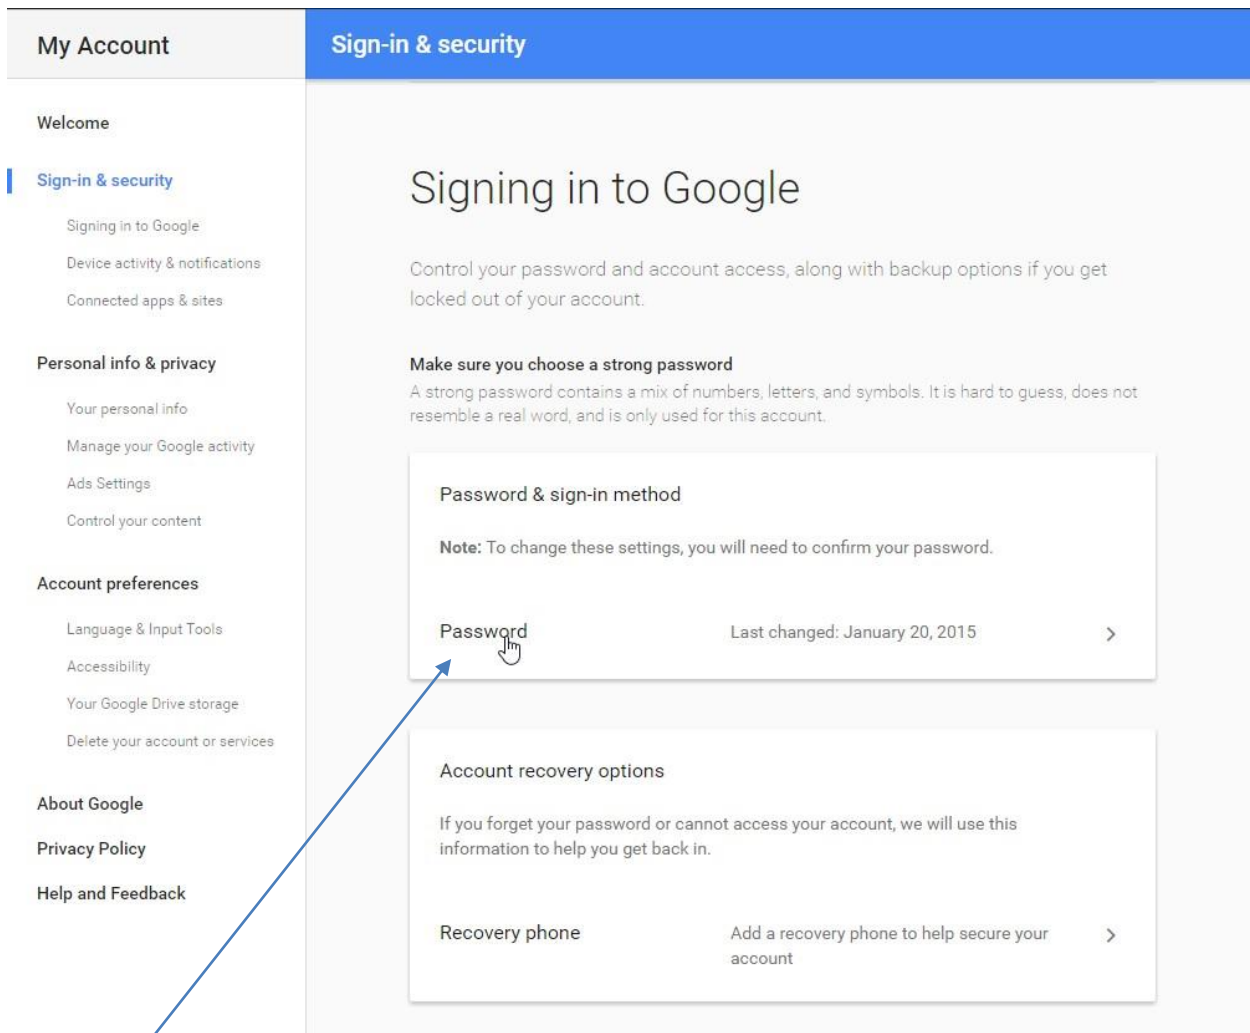 My Account
Sign-in & security
Welcome
Sign-in & security
Signing in to Google
Device activity & notifications
Connected apps & sites
Personal info & privacy
Your personal info
Manage your Google activity
Ads Settings
Control your content
Account preferences
Language & Input Tools
Accessibility
Your Google Drive storage
Delete your account or services
About Google
Privacy Policy
Help and Feedback
Signing in to Google
Control your password and account access, along with backup options if you get
locked out of your account.
Make sure you choose a strong password
A strong password contains a mix of numbers, letters, and symbols. It is hard to guess, does not
resemble a real word, and is only used for this account.
Password & sign-in method
Note: To change these settings, you will need to confirm your password.
Password
Last changed: January 20, 2015
Account recovery options
If you forget your password or cannot access your account, we will use this
information to help you get back in.
Recovery phone
Add a recovery phone to help secure your
account